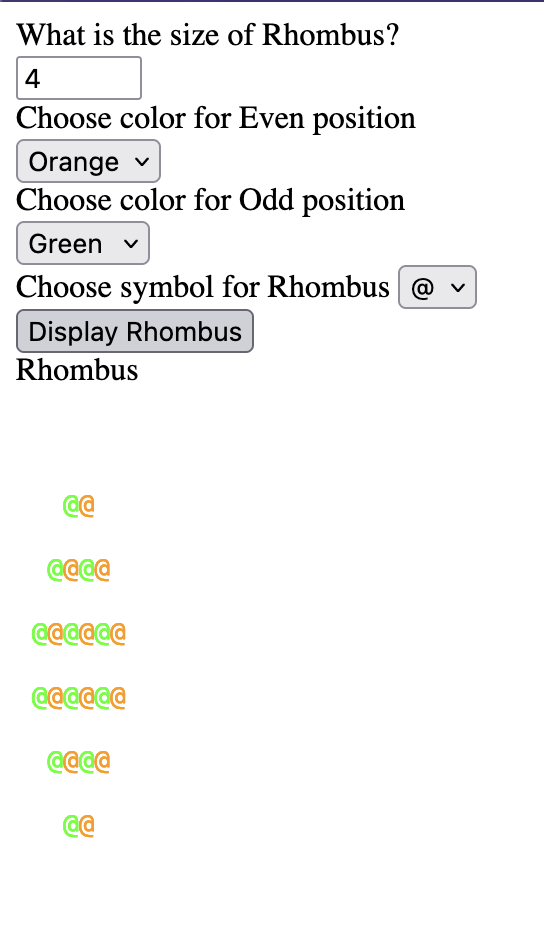 What is the size of Rhombus?
4
Choose color for Even position
Orange
Choose color for Odd position
Green
Choose symbol for Rhombus @
Display Rhombus
Rhombus
@@
@@@@
@@@@@@
@@@@@@
@@@@
@@